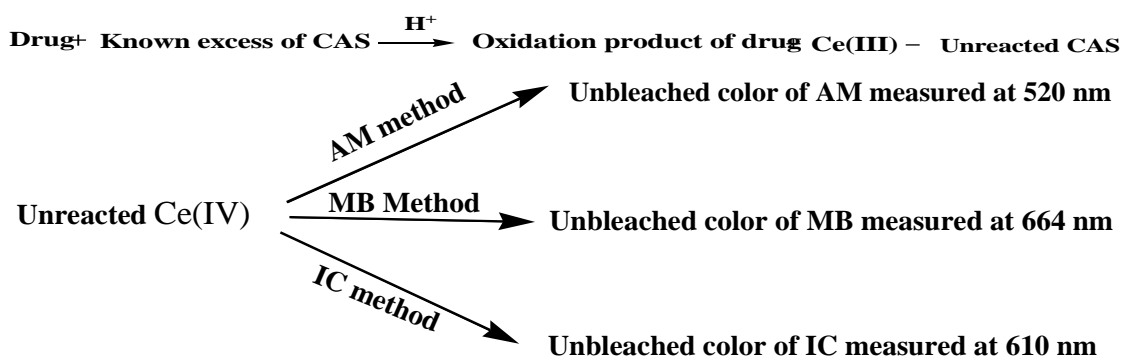 Drug+ Known excess of CAS H+ Oxidation product of drug + Ce(III) – Unreacted CAS
AM method Unbleached color of AM measured at 520 nm
Unreacted Ce(IV) MB Method Unbleached color of MB measured at 664 nm
IC method Unbleached color of IC measured at 610 nm